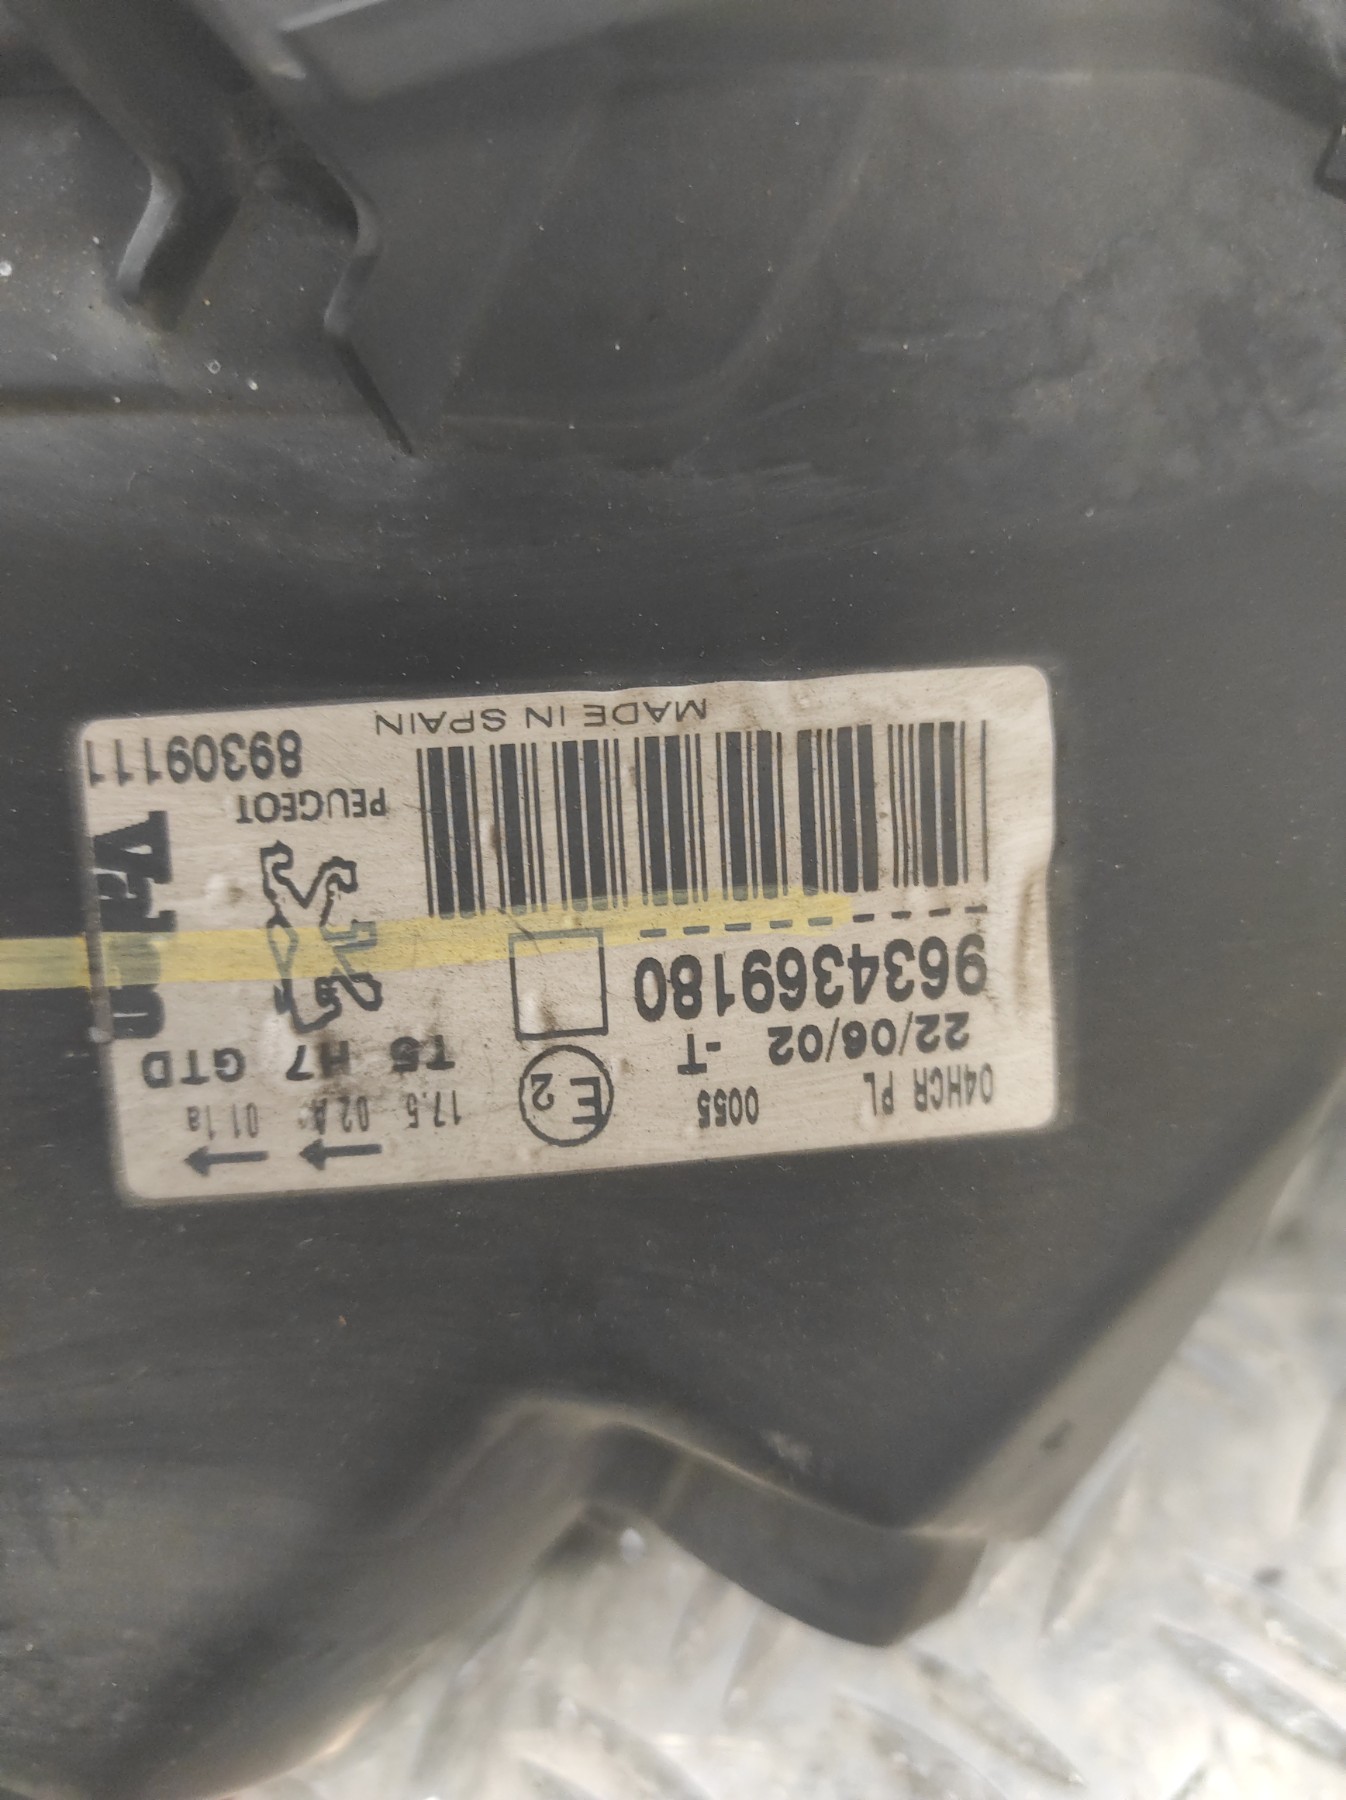 04HCR PL 0055 E2 17.5 02A 01 1a
22/06/02 -T T5 H7 GTD
9634369180
Valeo
PEUGEOT
89309111
MADE IN SPAIN